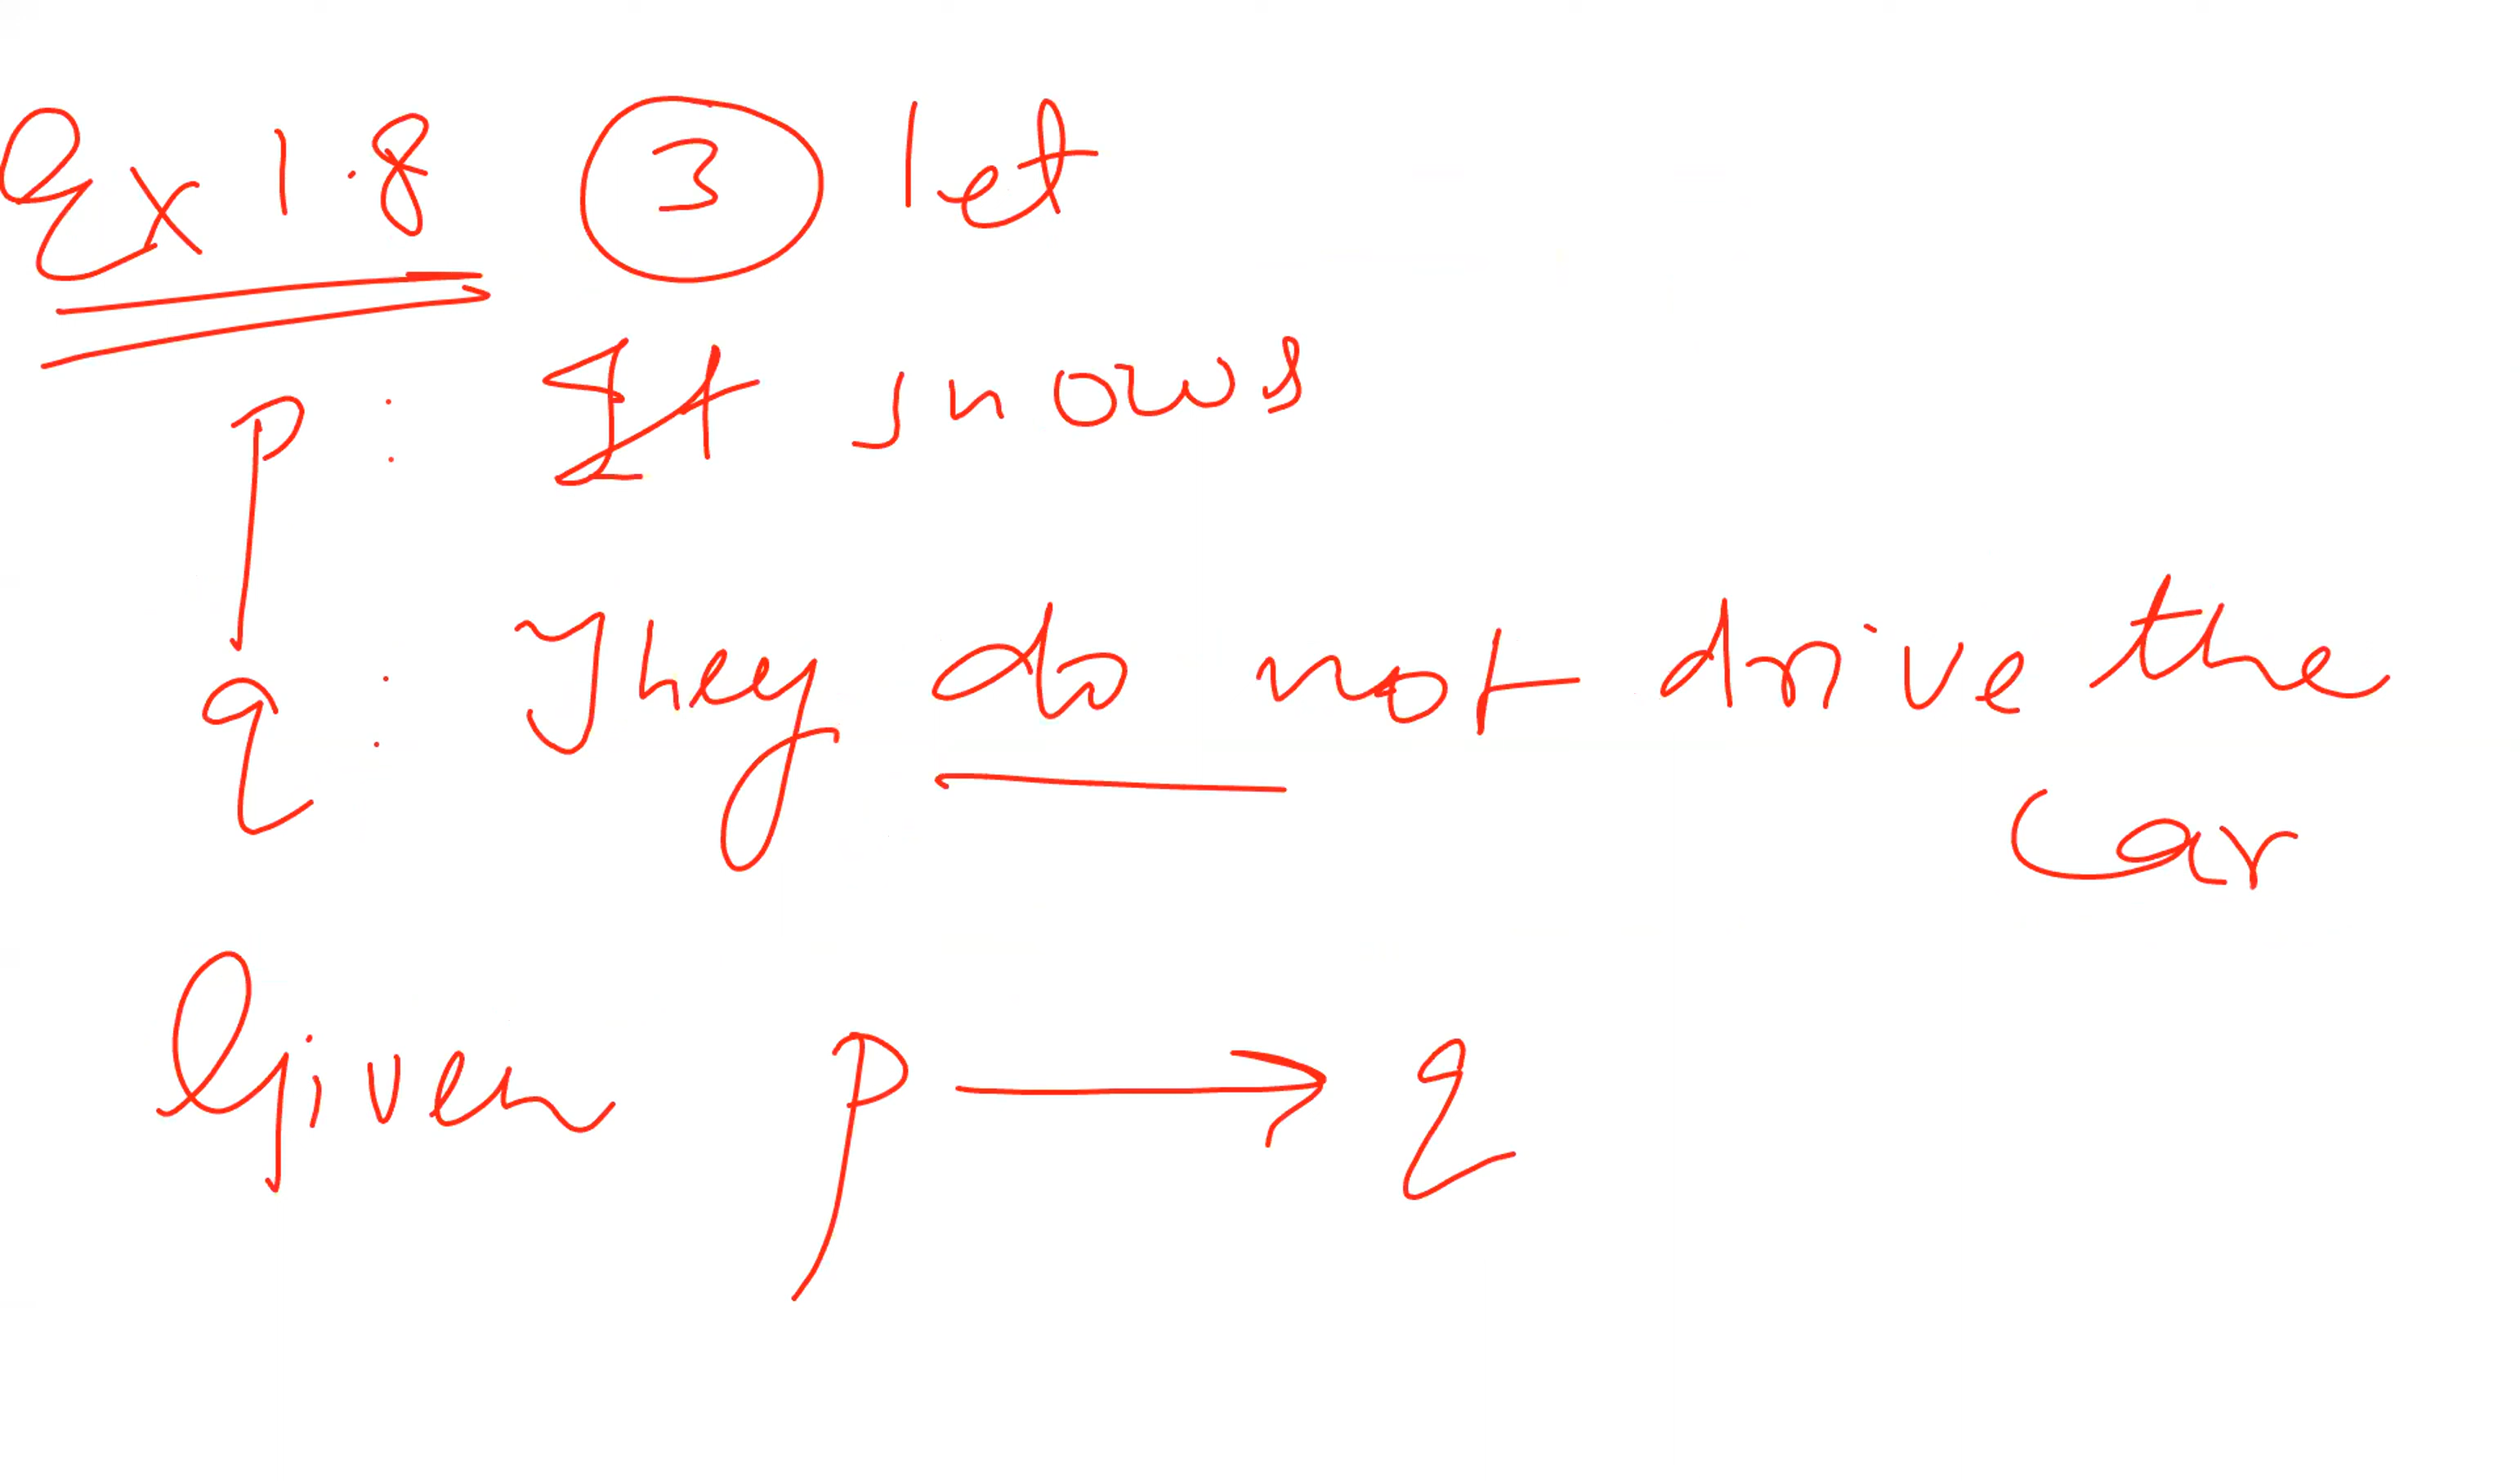 Ex 1.8 3 let
p : It snows
q : They do not drive the
car
Given p → q